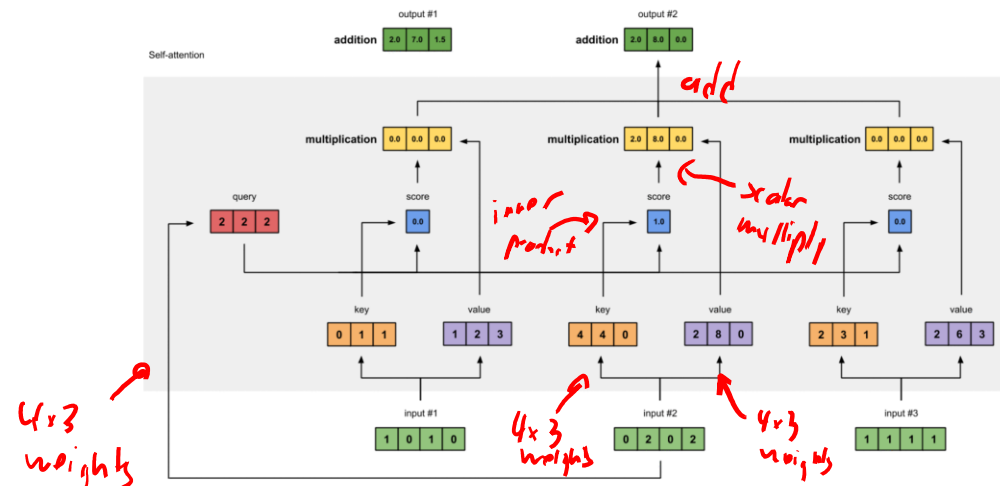 output #1
output #2
addition 2.0 7.0 1.5
addition 2.0 8.0 0.0
Self-attention
add
multiplication 0.0 0.0 0.0
multiplication 2.0 8.0 0.0
multiplication 0.0 0.0 0.0
query
score
score
score
2 2 2
0.0
1.0
0.0
inner
product
scalar
multiply
key
value
key
value
key
value
0 1 1
1 2 3
4 4 0
2 8 0
2 3 1
2 6 3
4x3
weights
input #1
4x3
weights
input #2
4x3
weights
input #3
1 0 1 0
0 2 0 2
1 1 1 1